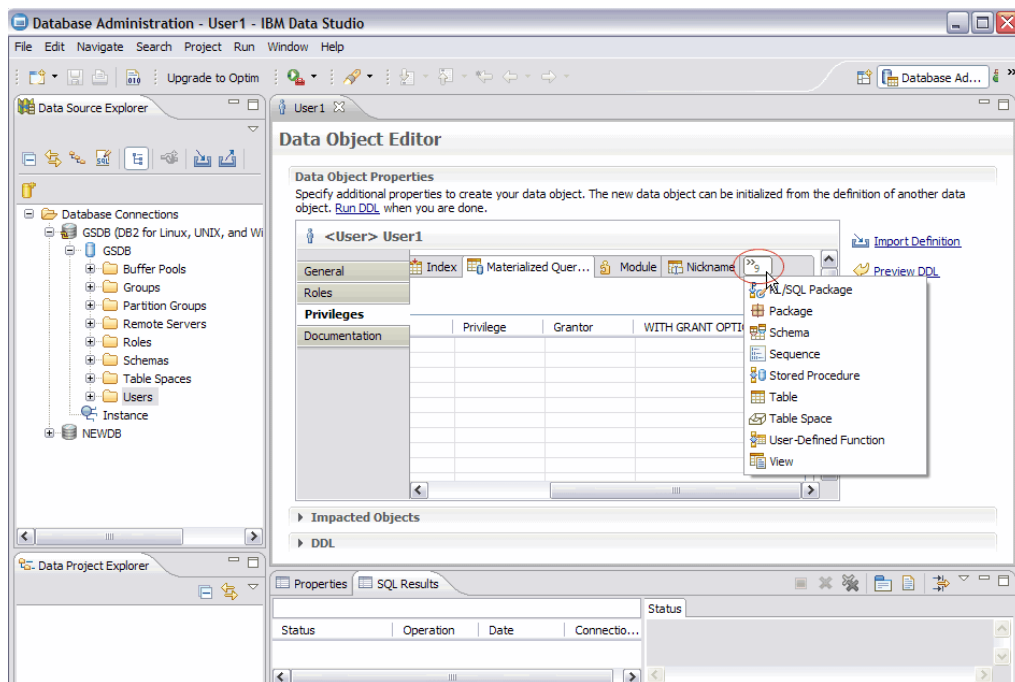 Database Administration - User1 - IBM Data Studio
File Edit Navigate Search Project Run Window Help
Upgrade to Optim
Database Ad...
Data Source Explorer
Database Connections
GSDB (DB2 for Linux, UNIX, and Wi
GSDB
Buffer Pools
Groups
Partition Groups
Remote Servers
Roles
Schemas
Table Spaces
Users
Instance
NEWDB
Data Project Explorer
User1
Data Object Editor
Data Object Properties
Specify additional properties to create your data object. The new data object can be initialized from the definition of another data
object. Run DDL when you are done.
<User> User1
Import Definition
Preview DDL
General
Roles
Privileges
Documentation
Index Materialized Quer... Module Nickname »9
Privilege Grantor WITH GRANT OPTI
/SQL Package
Package
Schema
Sequence
Stored Procedure
Table
Table Space
User-Defined Function
View
Impacted Objects
DDL
Properties SQL Results
Status
Status Operation Date Connectio...